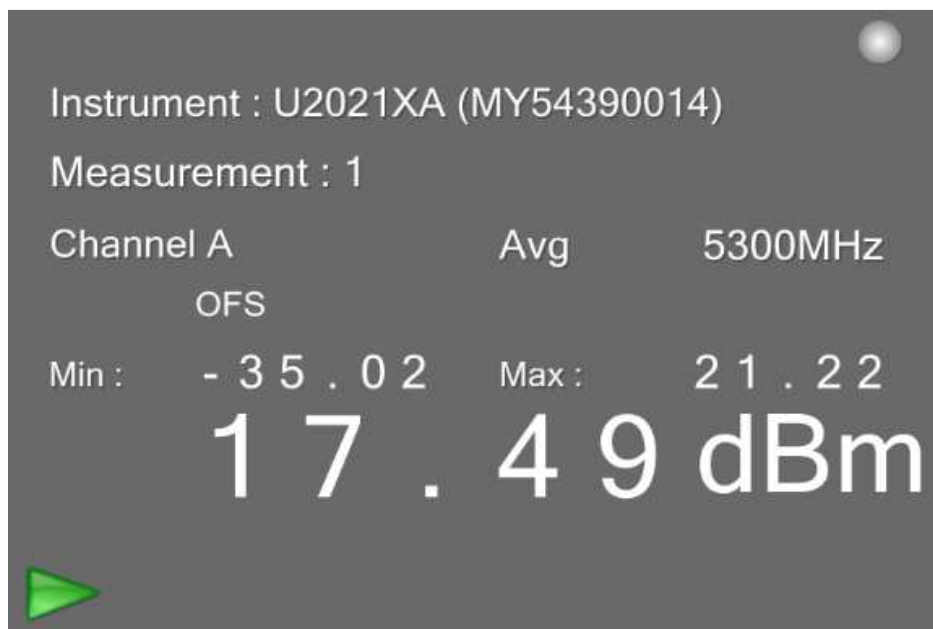 Instrument : U2021XA (MY54390014)
Measurement : 1
Channel A Avg 5300MHz
OFS
Min : -35.02 Max : 21.22
17.49 dBm